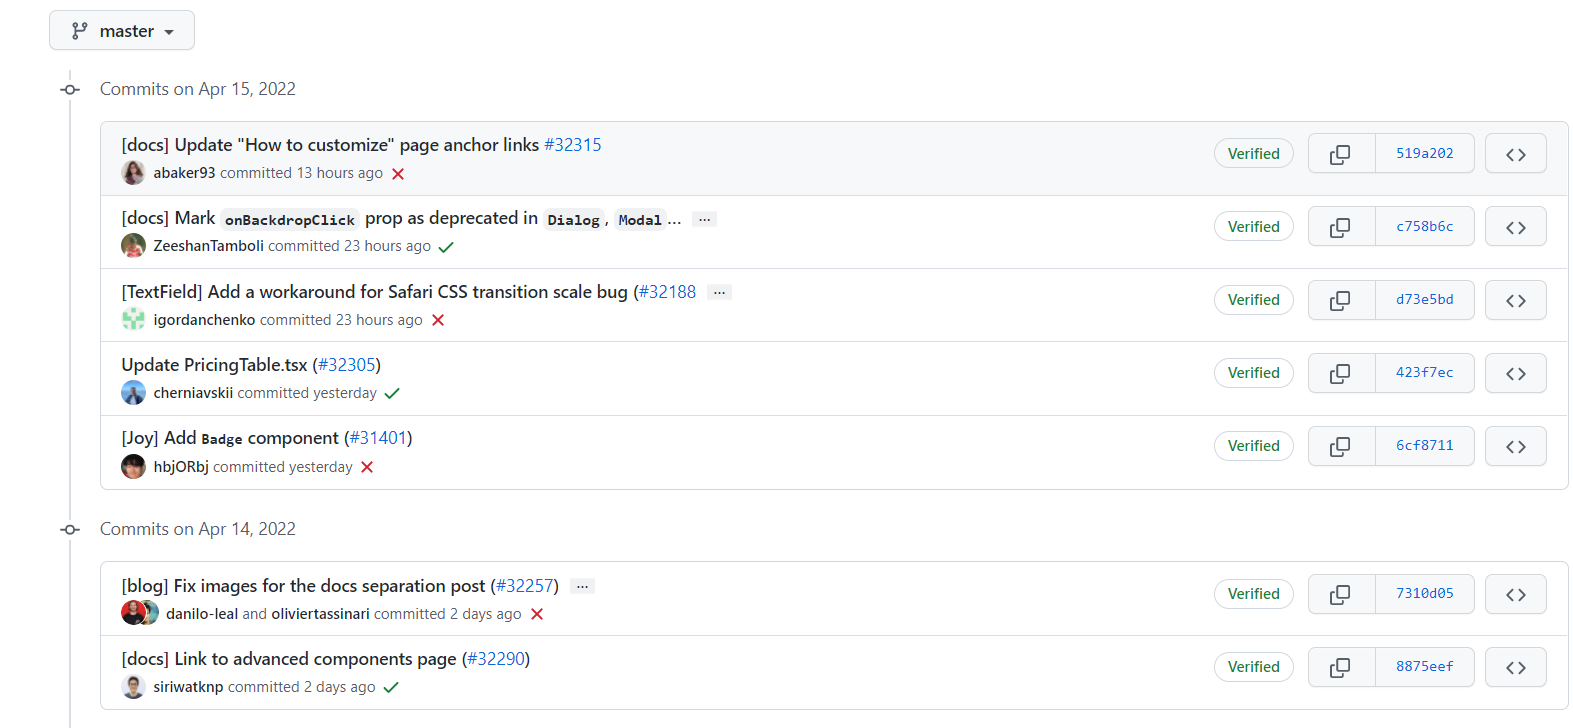 master
Commits on Apr 15, 2022
[docs] Update "How to customize" page anchor links #32315
Verified
519a202
abaker93 committed 13 hours ago
[docs] Mark onBackdropClick prop as deprecated in Dialog, Modal... ...
Verified
c758b6c
ZeeshanTamboli committed 23 hours ago
[TextField] Add a workaround for Safari CSS transition scale bug (#32188 ...
Verified
d73e5bd
igordanchenko committed 23 hours ago
Update PricingTable.tsx (#32305)
Verified
423f7ec
cherniavskii committed yesterday
[Joy] Add Badge component (#31401)
Verified
6cf8711
hbjORbj committed yesterday
Commits on Apr 14, 2022
[blog] Fix images for the docs separation post (#32257) ...
Verified
7310d05
danilo-leal and oliviertassinari committed 2 days ago
[docs] Link to advanced components page (#32290)
Verified
8875eef
siriwatknp committed 2 days ago